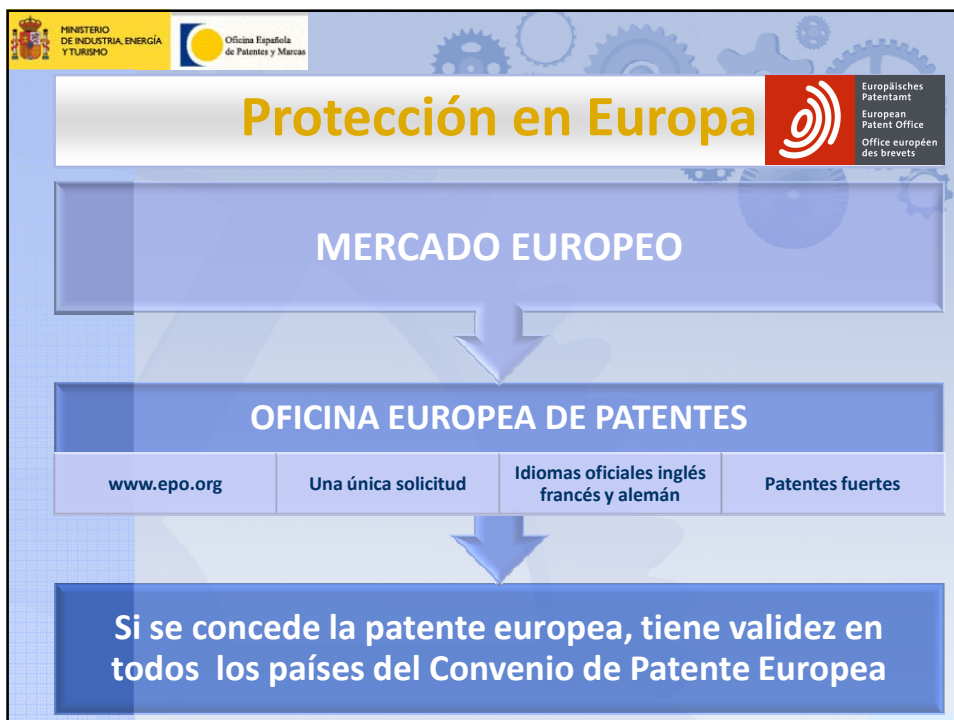 MINISTERIO
DE INDUSTRIA, ENERGÍA
Y TURISMO
Oficina Española
de Patentes y Marcas
Protección en Europa
Europäisches
Patentamt
European
Patent Office
Office européen
des brevets
MERCADO EUROPEO
OFICINA EUROPEA DE PATENTES
www.epo.org
Una única solicitud
Idiomas oficiales inglés
francés y alemán
Patentes fuertes
Si se concede la patente europea, tiene validez en
todos los países del Convenio de Patente Europea